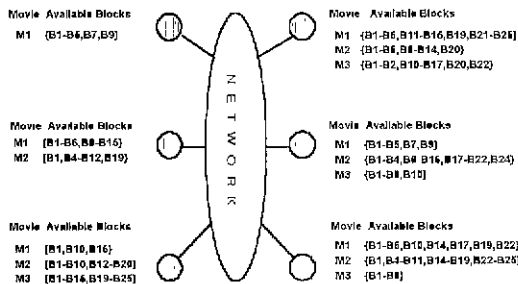 Movie Available Blocks
M1 {B1-B5,B7,B9}
Movie Available Blocks
M1 {B1-B6,B11-B16,B19,B21-B25}
M2 {B1-B5,B8-B14,B20}
M3 {B1-B2,B10-B17,B20,B22}
NETWORK
Movie Available Blocks
M1 [B1-B6,B8-B15]
M2 [B1,B4-B12,B19]
Movie Available Blocks
M1 {B1-B5,B7,B9]
M2 {B1-B4,B6-B15,B17-B22,B24}
M3 {B1-B8,B10]
Movie Available Blocks
M1 [B1,B10,B15}
M2 [B1-B10,B12-B20]
M3 [B1-B15,B19-B25]
Movie Available Blocks
M1 {B1-B6,B10,B14,B17,B19,B22}
M2 {B1,B4-B11,B14-B19,B22-B25}
M3 {B1-B8}